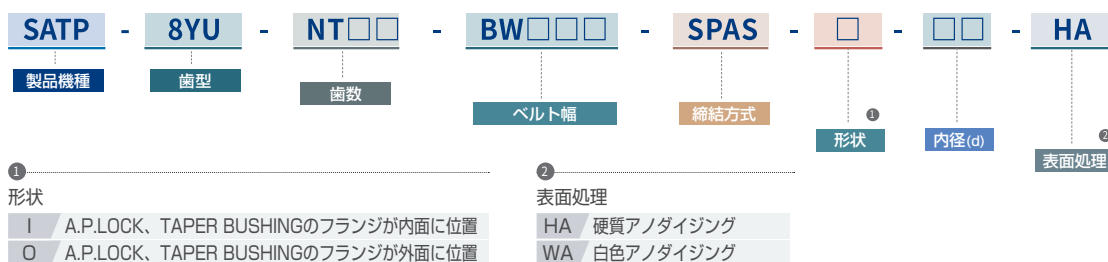 SATP - 8YU - NT□□ - BW□□□ - SPAS - □ - □□ - HA
製品機種
歯型
歯数
ベルト幅
締結方式
❶
形状
内径(d)
❷
表面処理
❶
形状
I A.P.LOCK、TAPER BUSHINGのフランジが内面に位置
O A.P.LOCK、TAPER BUSHINGのフランジが外面に位置
❷
表面処理
HA 硬質アノダイジング
WA 白色アノダイジング